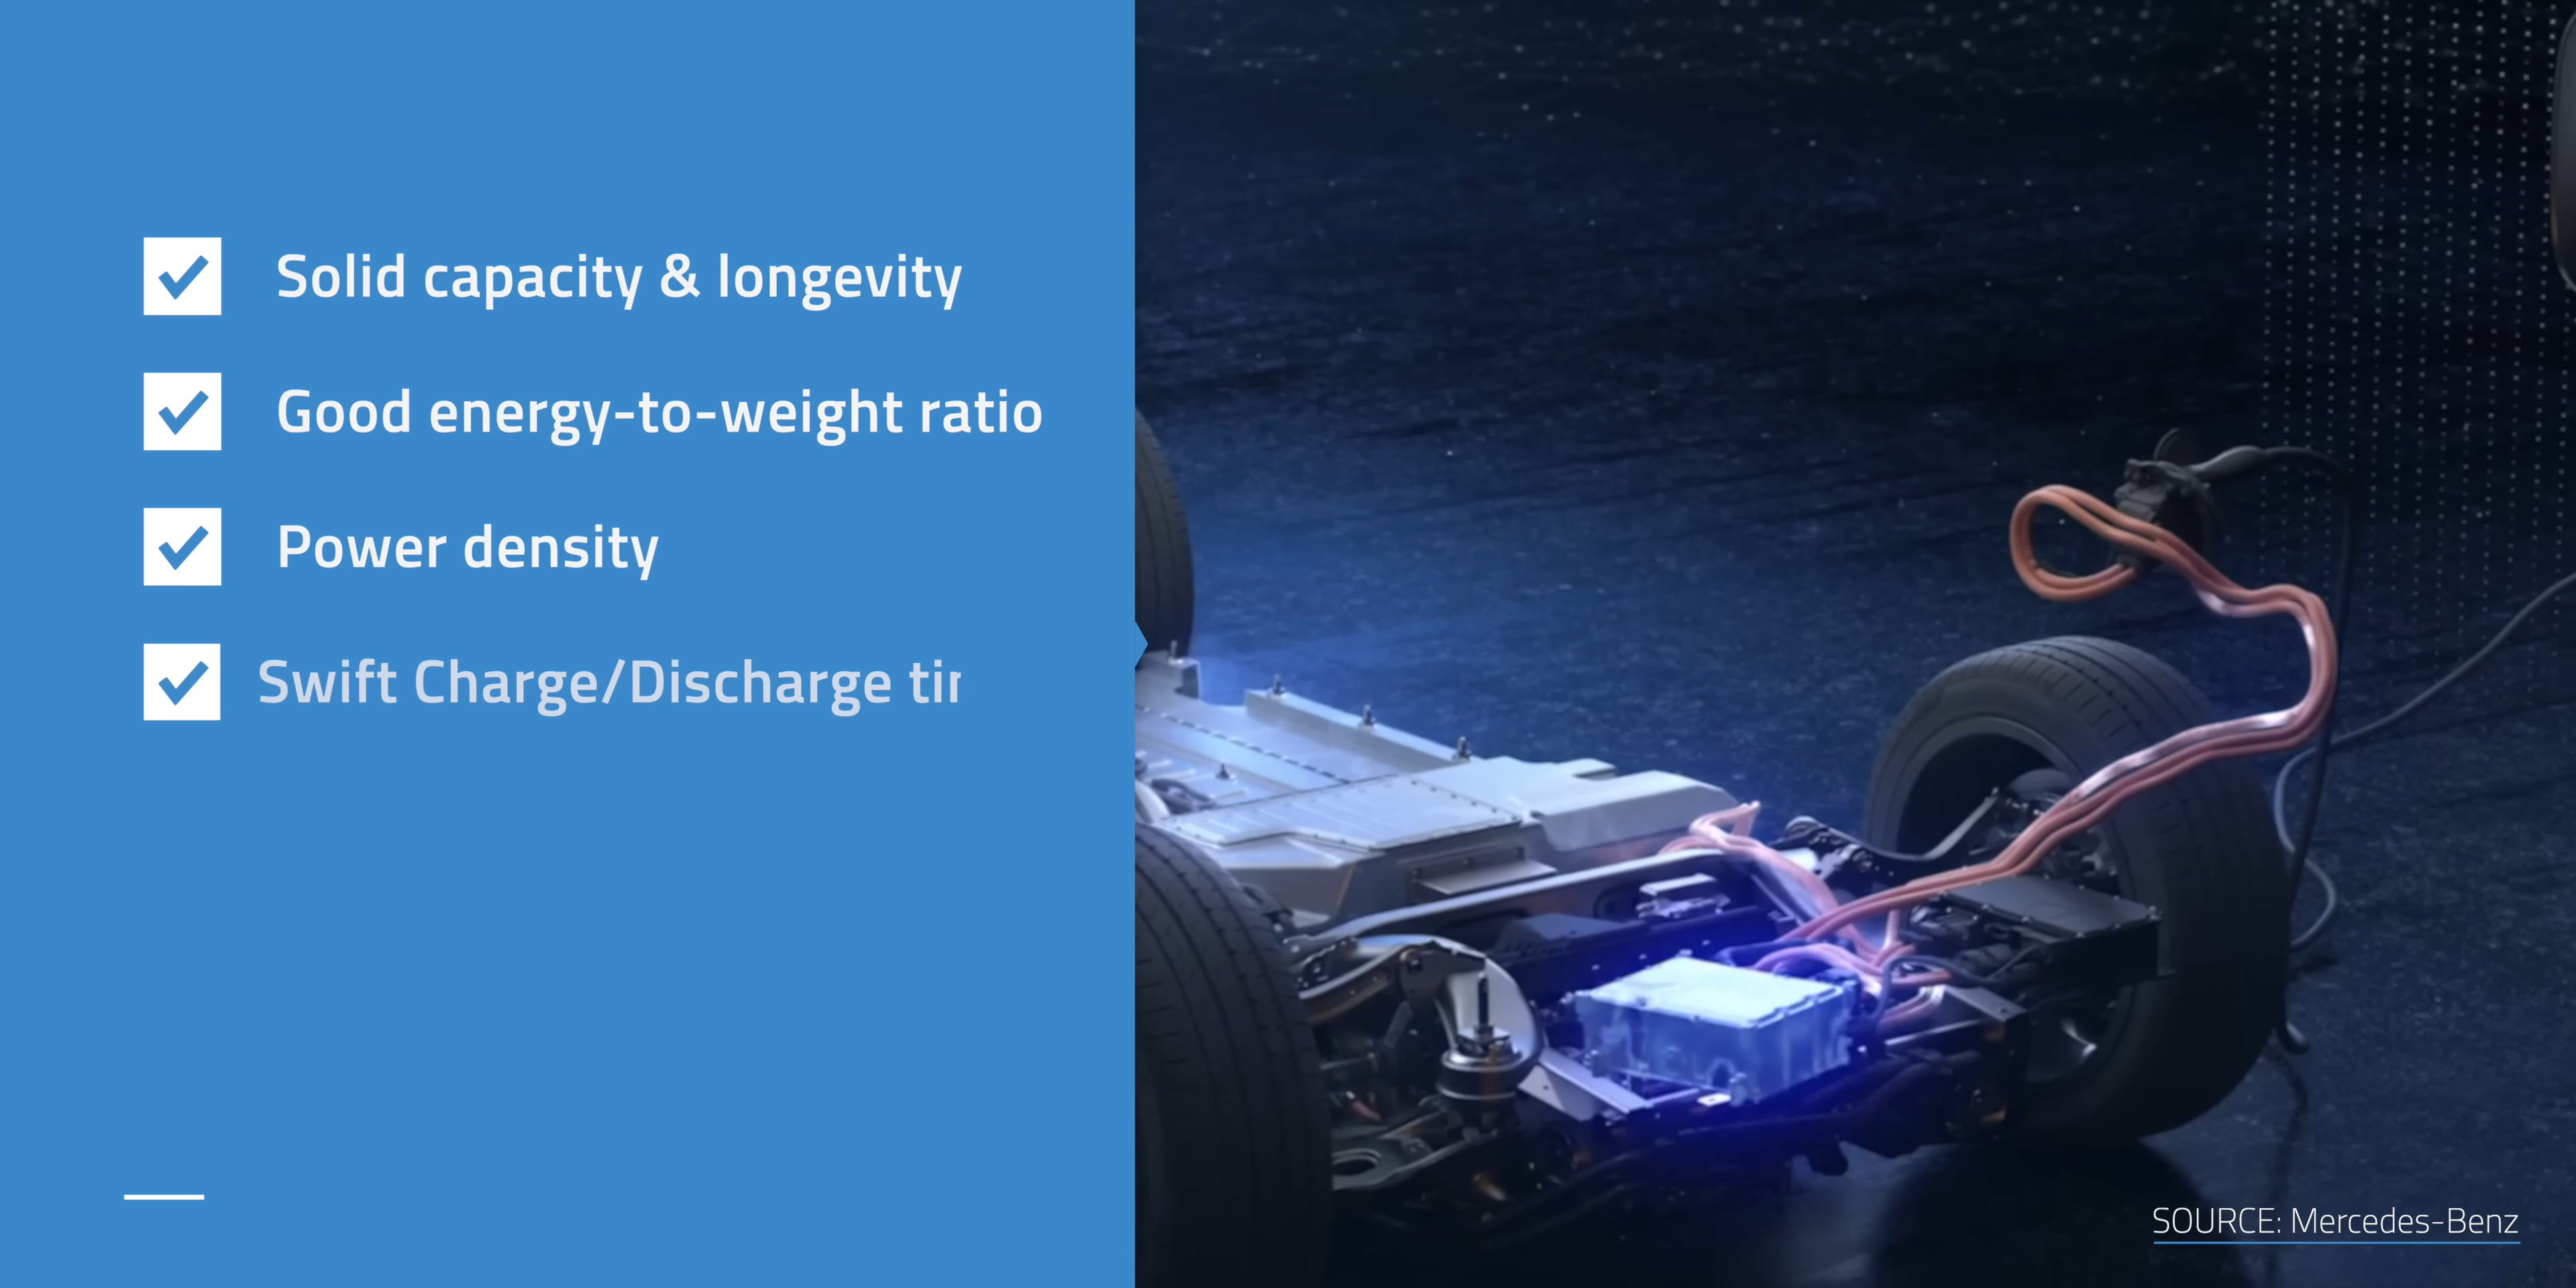 Solid capacity & longevity
Good energy-to-weight ratio
Power density
Swift Charge/Discharge
SOURCE: Mercedes-Benz